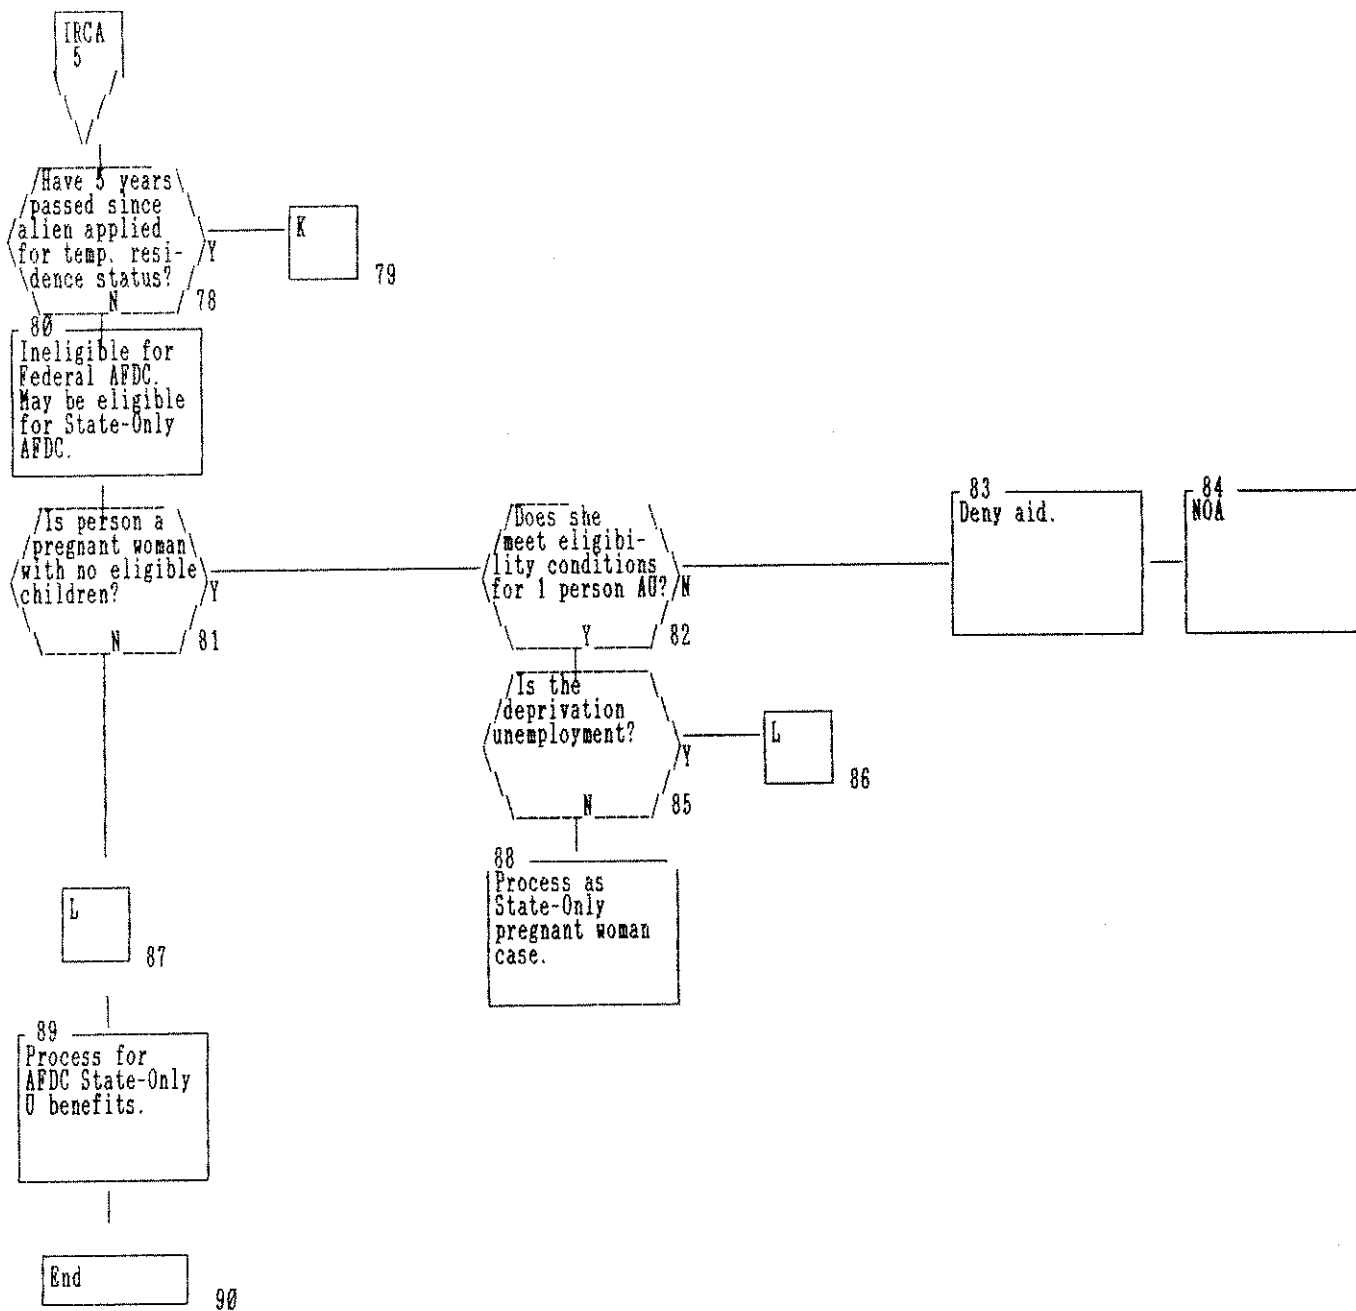 IRCA
5
Have 5 years
passed since
alien applied
for temp. resi-
dence status?
Y
N
78
K
79
80
Ineligible for
Federal AFDC.
May be eligible
for State-Only
AFDC.
Is person a
pregnant woman
with no eligible
children?
Y
N
81
Does she
meet eligibi-
lity conditions
for 1 person AU?
N
Y
82
83
Deny aid.
84
NOA
Is the
deprivation
unemployment?
Y
N
85
L
86
88
Process as
State-Only
pregnant woman
case.
L
87
89
Process for
AFDC State-Only
U benefits.
End
90